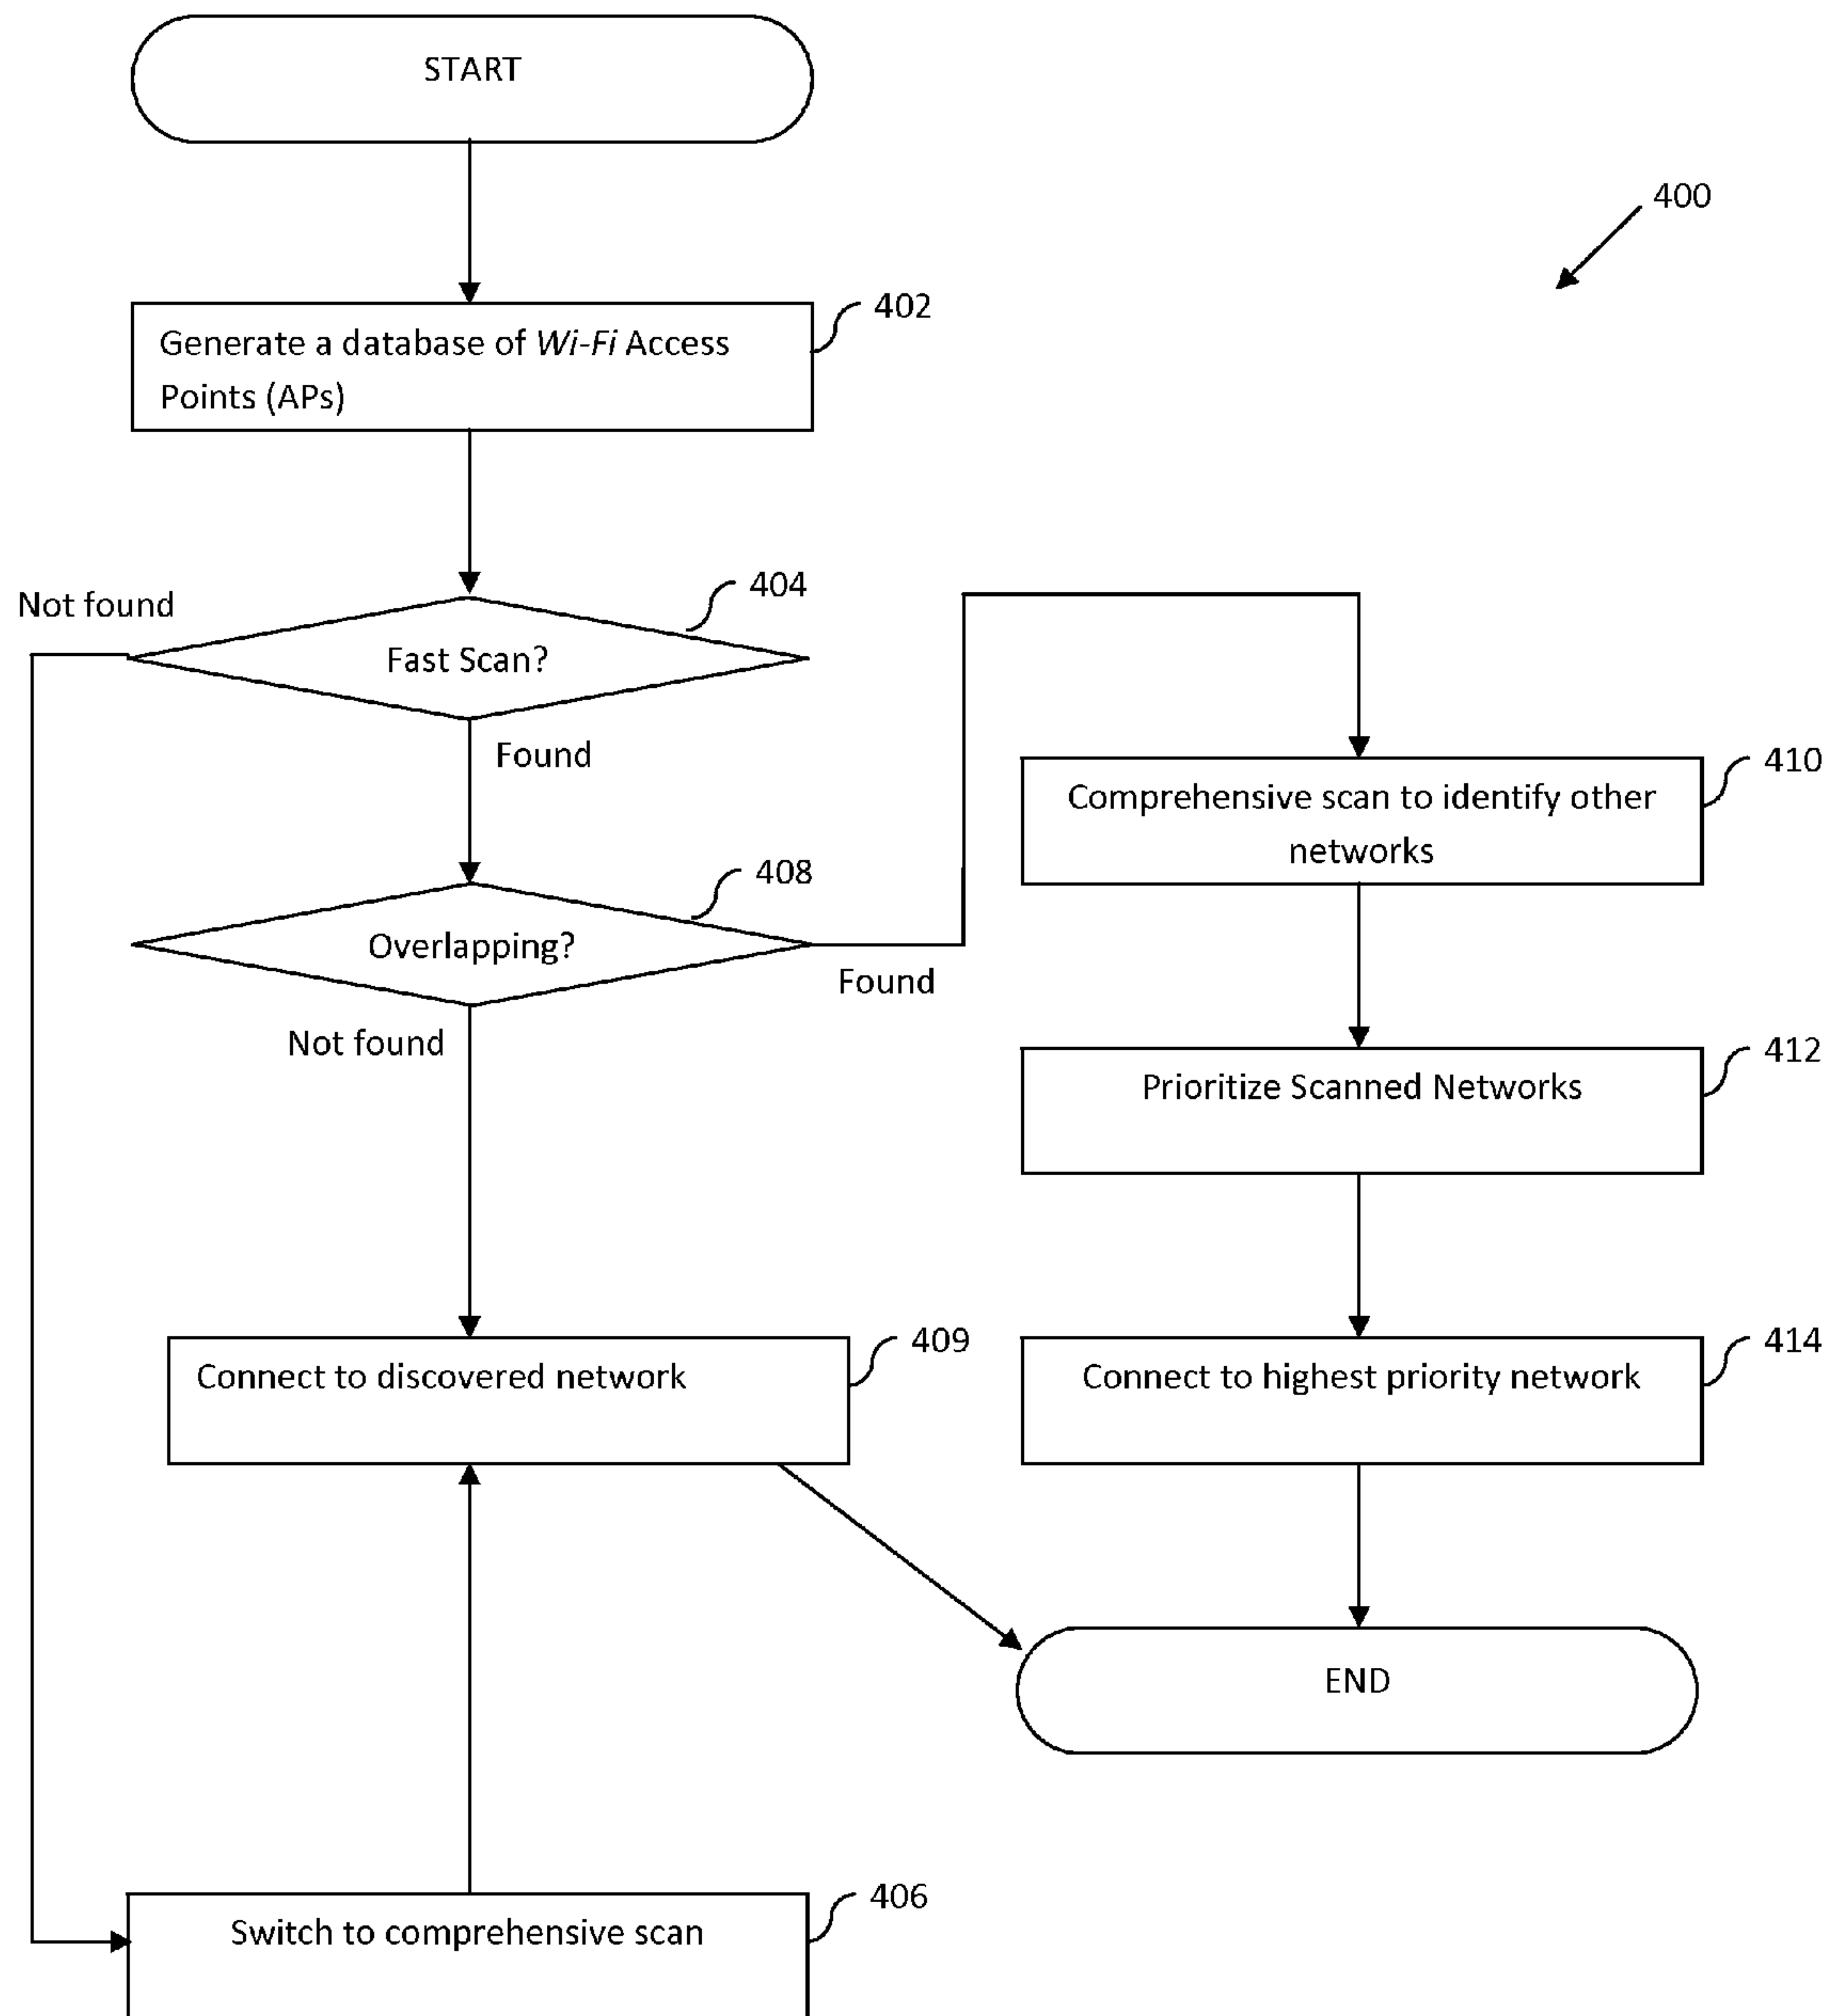 START
400
402
Generate a database of Wi-Fi Access
Points (APs)
404
Not found
Fast Scan?
Found
408
Overlapping?
Found
Not found
410
Comprehensive scan to identify other
networks
412
Prioritize Scanned Networks
409
Connect to discovered network
414
Connect to highest priority network
END
406
Switch to comprehensive scan